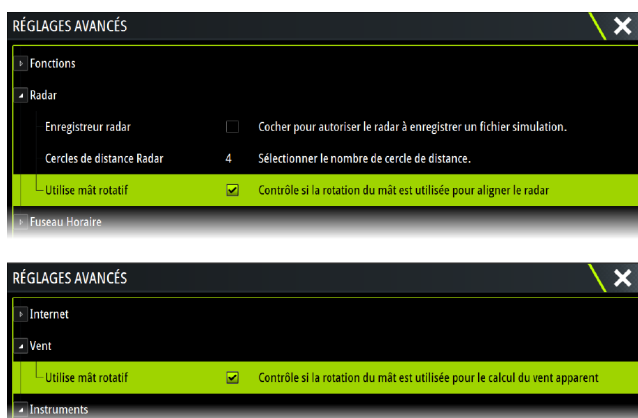 RÉGLAGES AVANCÉS
Fonctions
Radar
Enregistreur radar Cocher pour autoriser le radar à enregistrer un fichier simulation.
Cercles de distance Radar 4 Sélectionner le nombre de cercle de distance.
Utilise mât rotatif Contrôle si la rotation du mât est utilisée pour aligner le radar
Fuseau Horaire
RÉGLAGES AVANCÉS
Internet
Vent
Utilise mât rotatif Contrôle si la rotation du mât est utilisée pour le calcul du vent apparent
Instruments